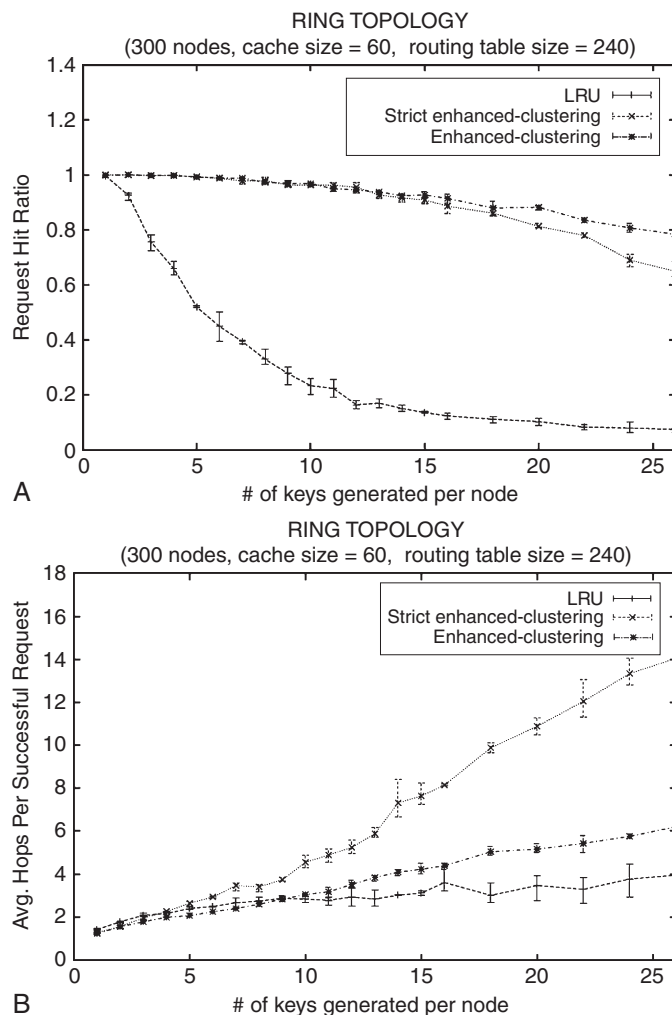 RING TOPOLOGY
(300 nodes, cache size = 60, routing table size = 240)
1.4
1.2
1
0.8
0.6
0.4
0.2
0
Request Hit Ratio
LRU
Strict enhanced-clustering
Enhanced-clustering
0 5 10 15 20 25
# of keys generated per node
A
RING TOPOLOGY
(300 nodes, cache size = 60, routing table size = 240)
18
16
14
12
10
8
6
4
2
0
Avg. Hops Per Successful Request
LRU
Strict enhanced-clustering
Enhanced-clustering
0 5 10 15 20 25
# of keys generated per node
B